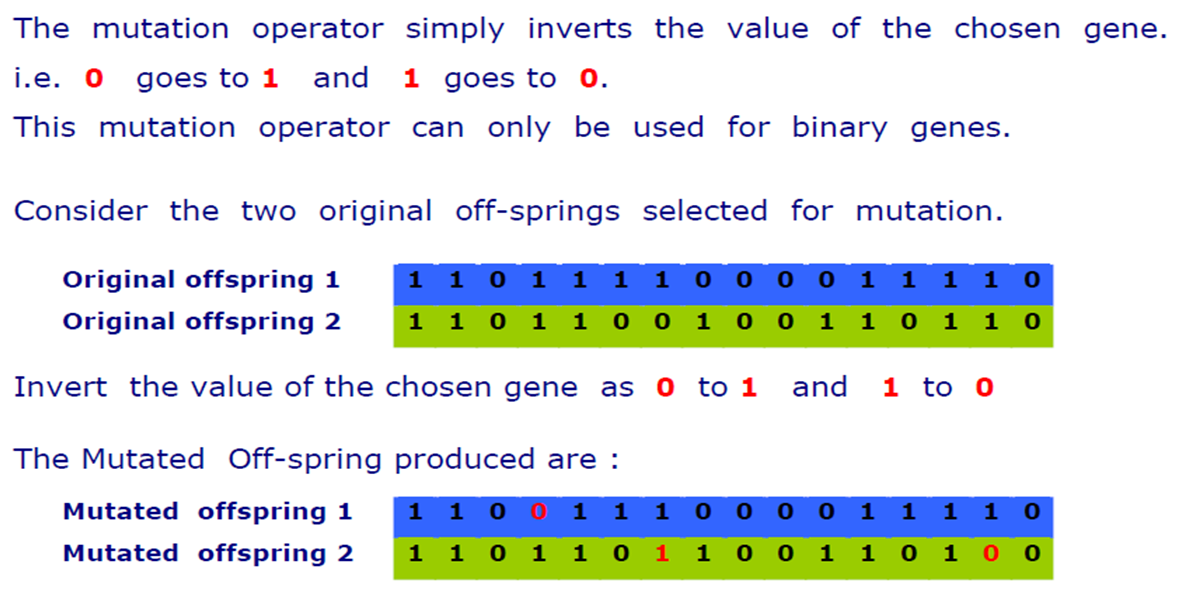 The mutation operator simply inverts the value of the chosen gene.
i.e. 0 goes to 1 and 1 goes to 0.
This mutation operator can only be used for binary genes.
Consider the two original off-springs selected for mutation.
Original offspring 1 1 1 0 1 1 1 1 0 0 0 0 1 1 1 1 0
Original offspring 2 1 1 0 1 1 0 0 1 0 0 1 1 0 1 1 0
Invert the value of the chosen gene as 0 to 1 and 1 to 0
The Mutated Off-spring produced are :
Mutated offspring 1 1 1 0 0 1 1 1 0 0 0 0 1 1 1 1 0
Mutated offspring 2 1 1 0 1 1 0 1 1 0 0 1 1 0 1 0 0